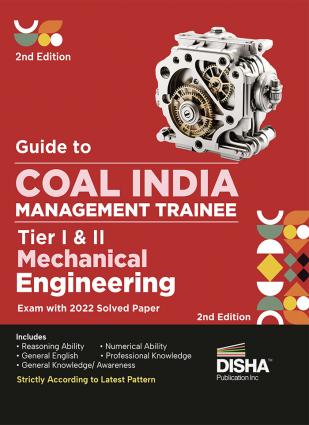 2nd Edition
Guide to
COAL INDIA
MANAGEMENT TRAINEE
Tier I & II
Mechanical
Engineering
Exam with 2022 Solved Paper
2nd Edition
Includes
• Reasoning Ability • Numerical Ability
• General English • Professional Knowledge
• General Knowledge/ Awareness
Strictly According to Latest Pattern
DISHA™
Publication Inc